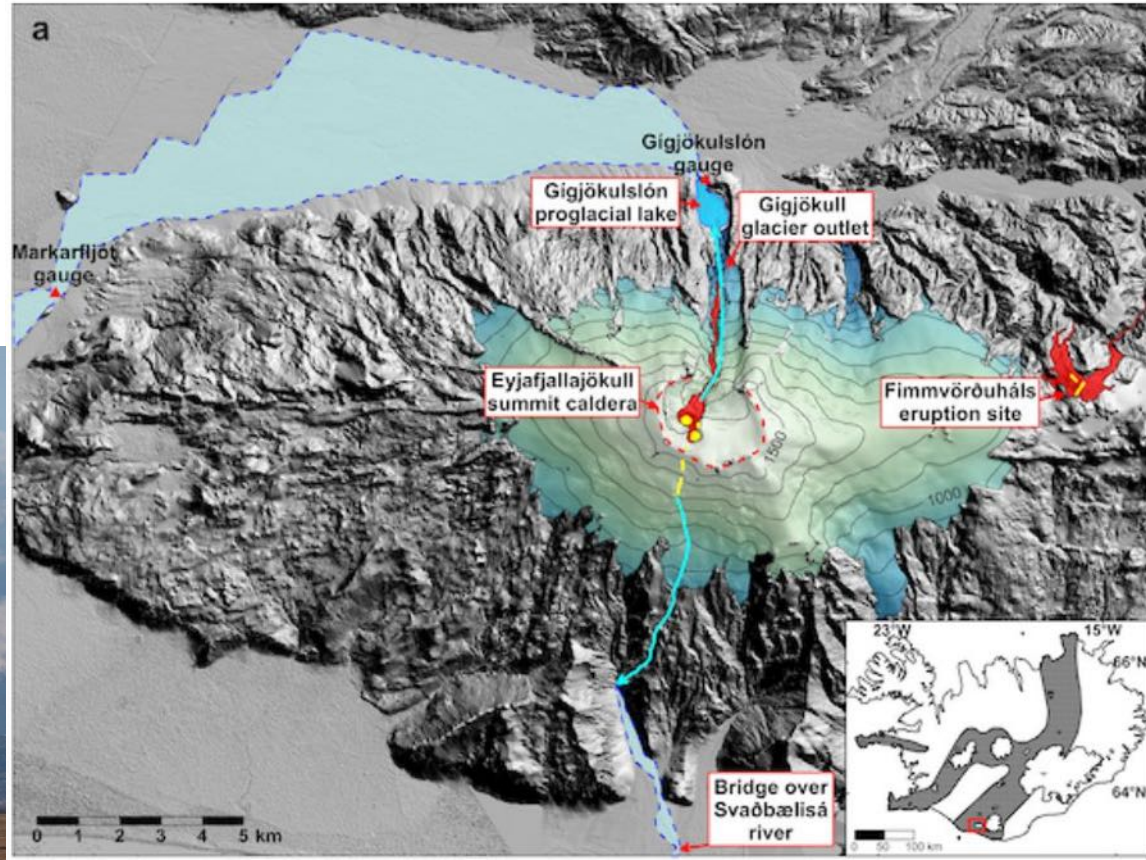 a
Gígjökulslón
gauge
Gígjökulslón
proglacial lake
Gígjökull
glacier outlet
Markarfljót
gauge
Eyjafjallajökull
summit caldera
Fimmvörðuháls
eruption site
1500
1000
Bridge over
Svaðbælisá
river
0 1 2 3 4 5 km
23°W 15°W
66°N
64°N
0 50 100 km